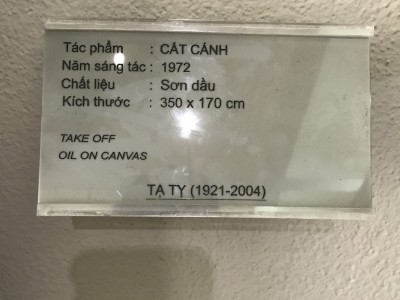 Tác phẩm : CẤT CÁNH
Năm sáng tác : 1972
Chất liệu : Sơn dầu
Kích thước : 350 x 170 cm
TAKE OFF
OIL ON CANVAS
TẠ TỴ (1921-2004)